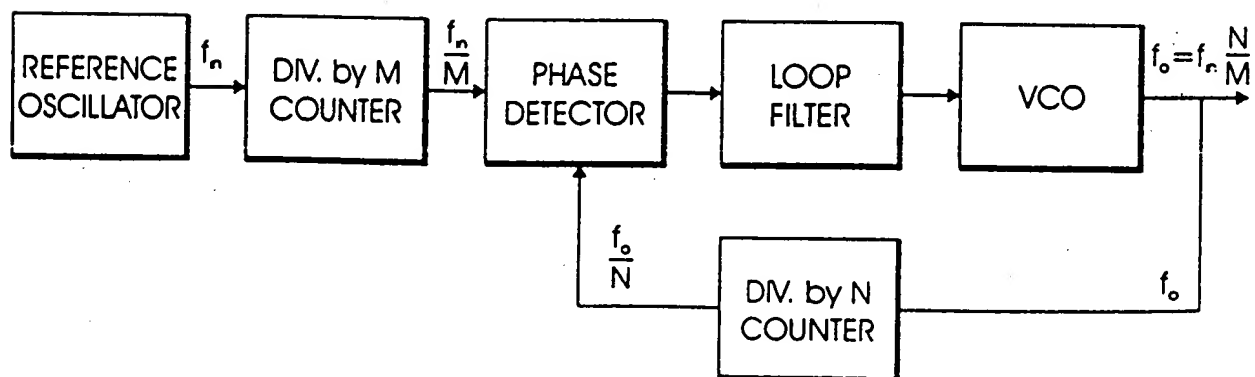 REFERENCE
OSCILLATOR
fn
DIV. by M
COUNTER
fn
M
PHASE
DETECTOR
LOOP
FILTER
VCO
fo = fn · N
M
fo
N
DIV. by N
COUNTER
fo